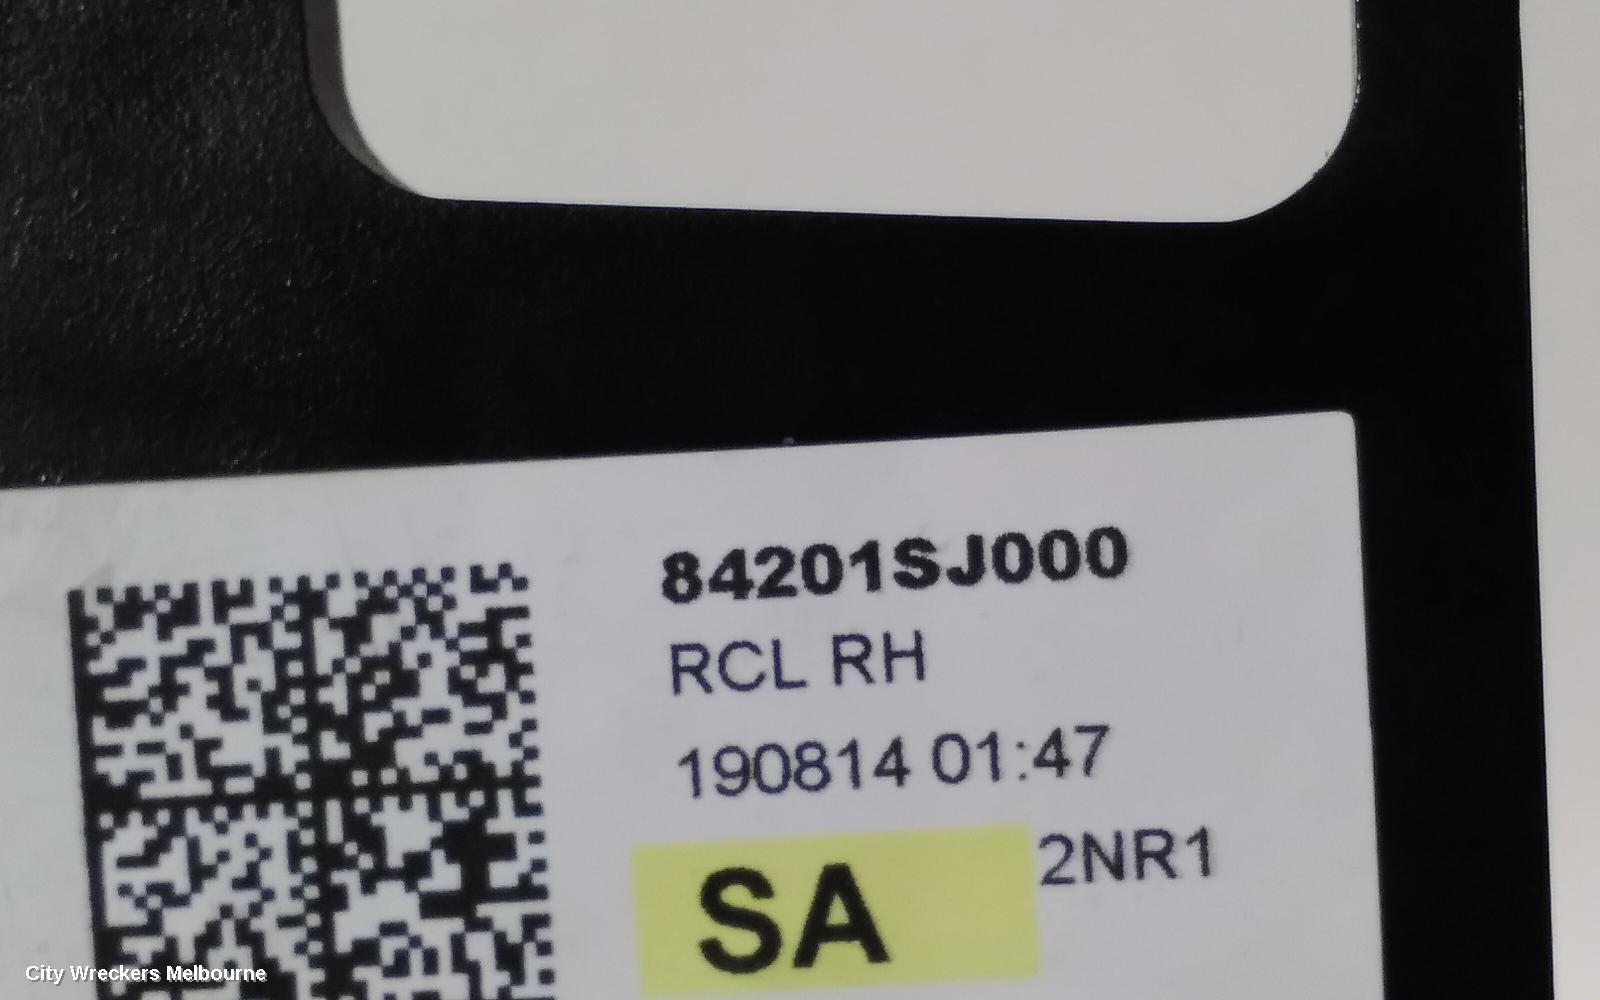 84201SJ000
RCL RH
190814 01:47
SA 2NR1
City Wreckers Melbourne